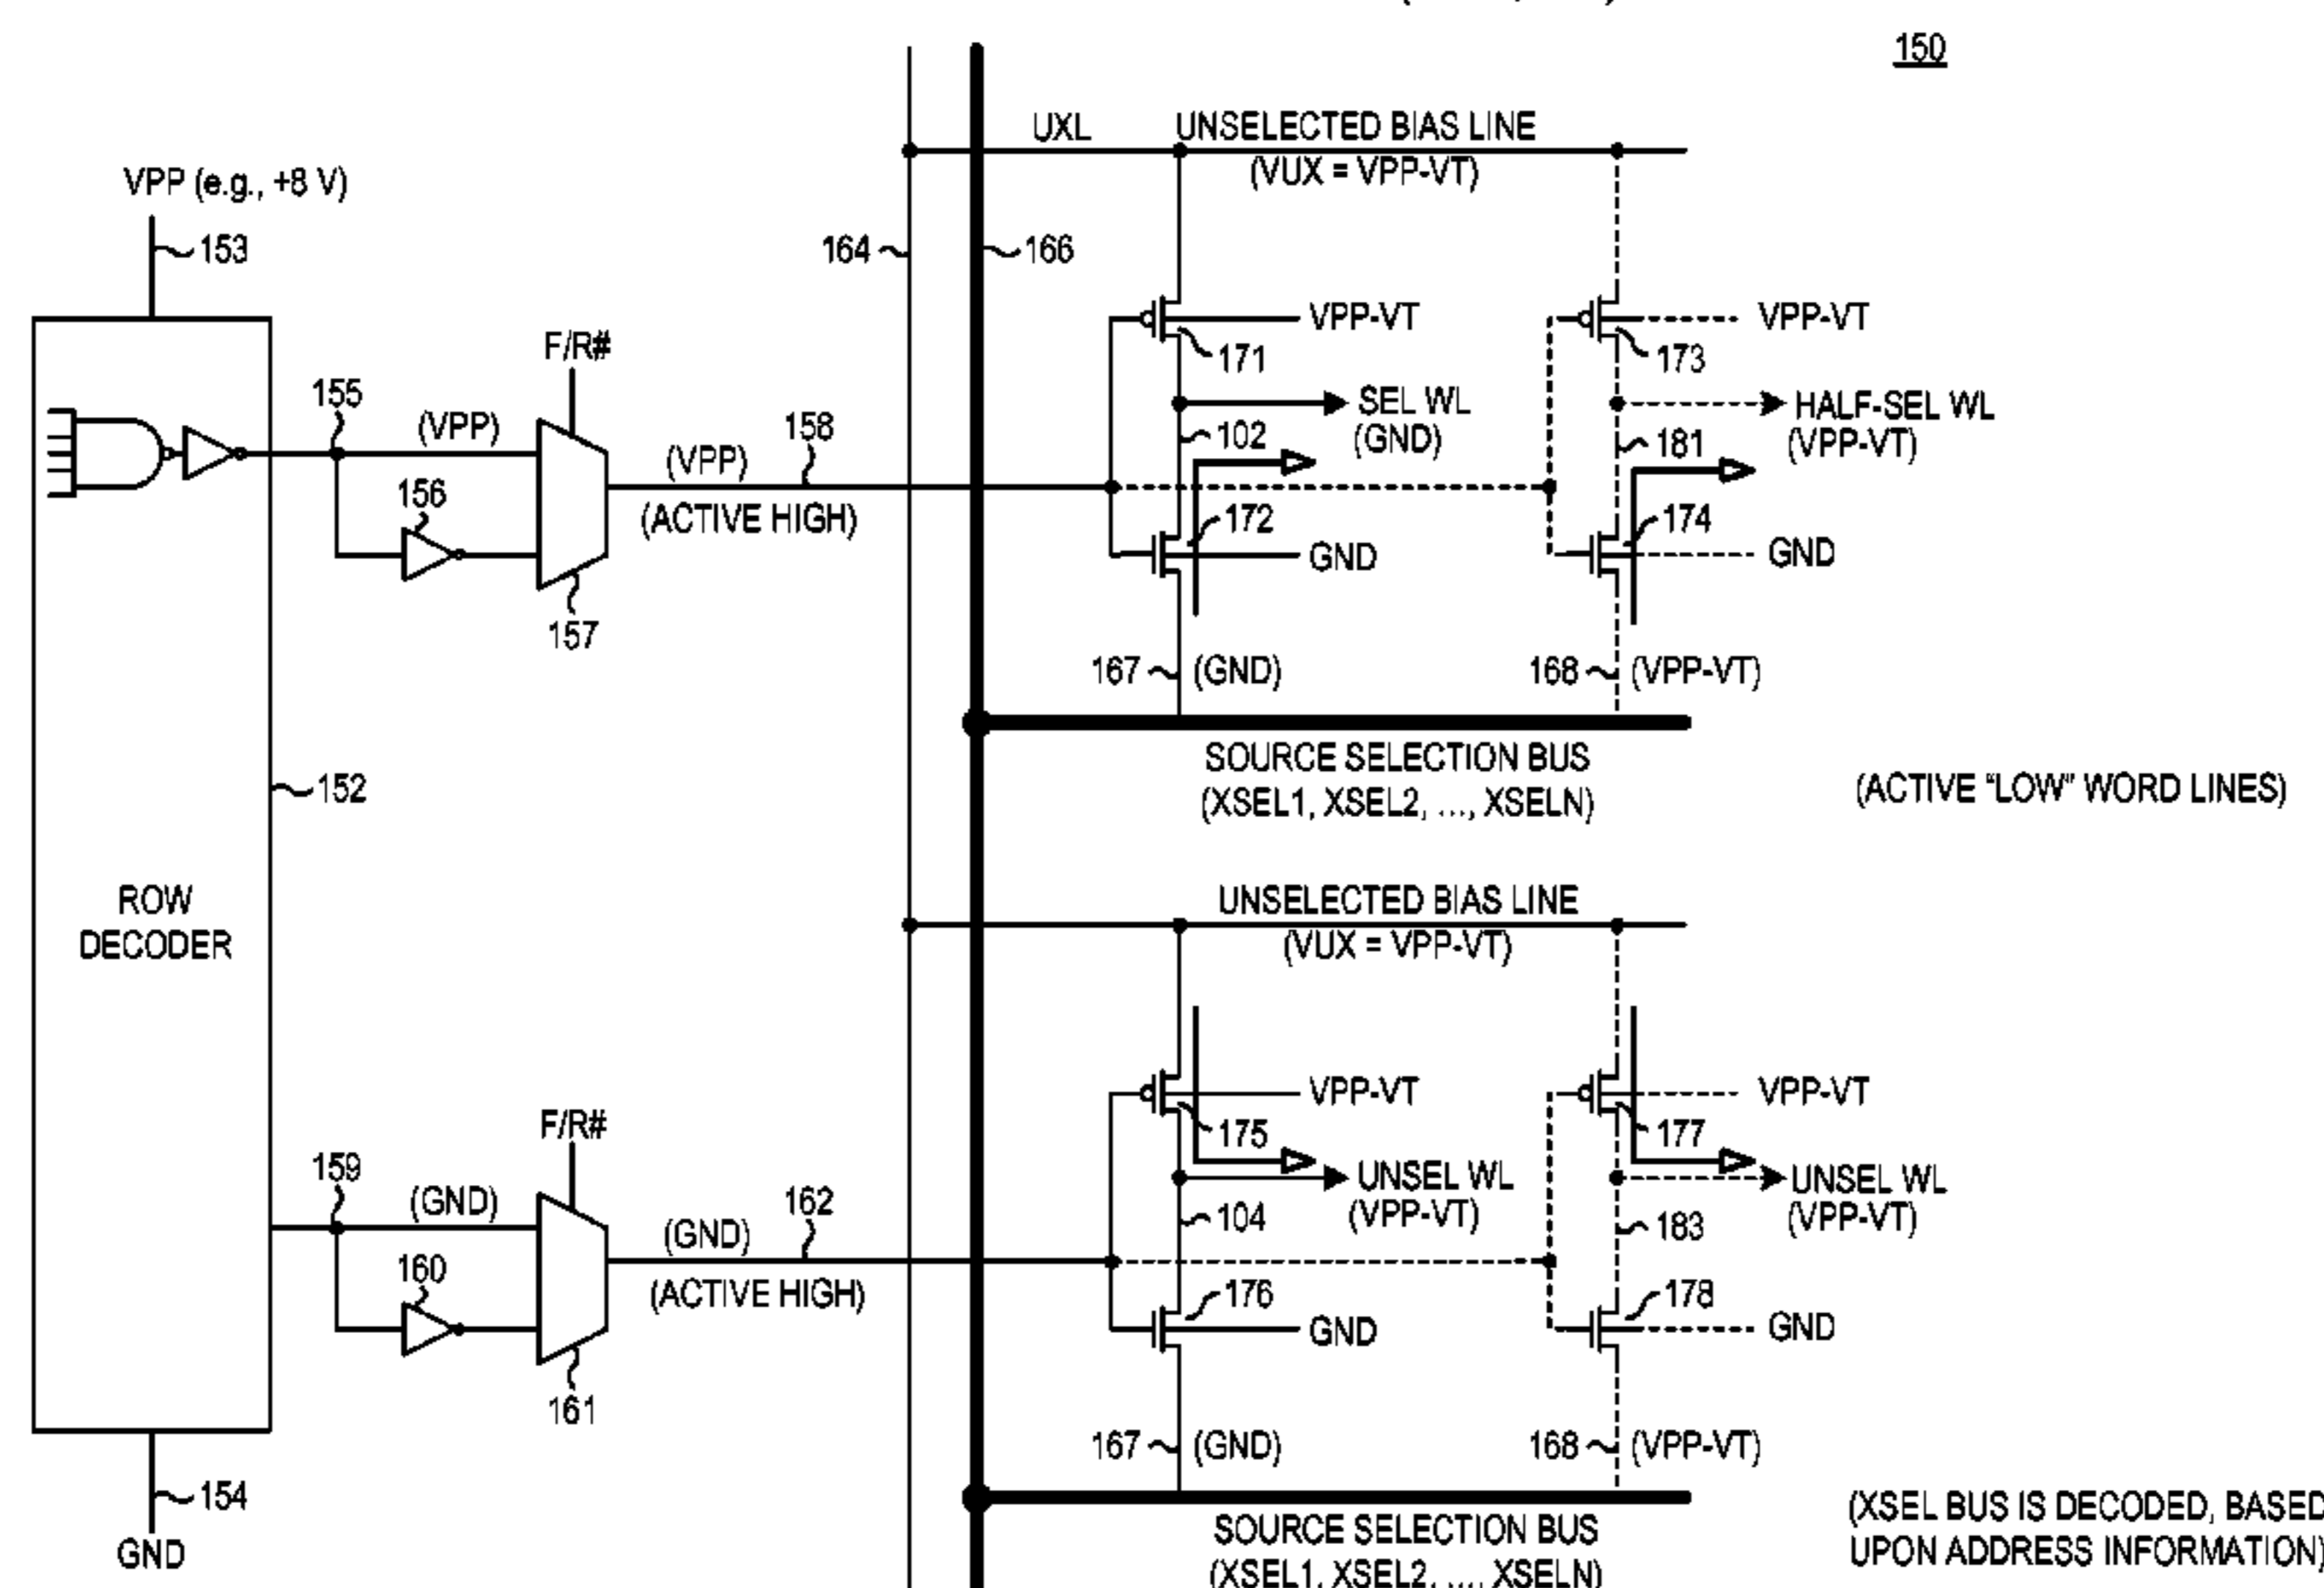 150
UXL UNSELECTED BIAS LINE
(VUX = VPP-VT)
VPP (e.g., +8 V)
153
164
166
F/R#
VPP-VT
VPP-VT
171
173
155
(VPP)
158
(VPP)
SEL WL
(GND)
HALF-SEL WL
(VPP-VT)
102
181
156
(ACTIVE HIGH)
172
174
GND
GND
157
167
(GND)
168
(VPP-VT)
SOURCE SELECTION BUS
(XSEL1, XSEL2, ..., XSELN)
(ACTIVE "LOW" WORD LINES)
152
ROW
DECODER
UNSELECTED BIAS LINE
(VUX = VPP-VT)
F/R#
VPP-VT
VPP-VT
175
177
159
(GND)
162
(GND)
UNSEL WL
(VPP-VT)
UNSEL WL
(VPP-VT)
104
183
160
(ACTIVE HIGH)
176
178
GND
GND
161
167
(GND)
168
(VPP-VT)
154
GND
SOURCE SELECTION BUS
(XSEL1, XSEL2, ..., XSELN)
(XSEL BUS IS DECODED, BASED
UPON ADDRESS INFORMATION)